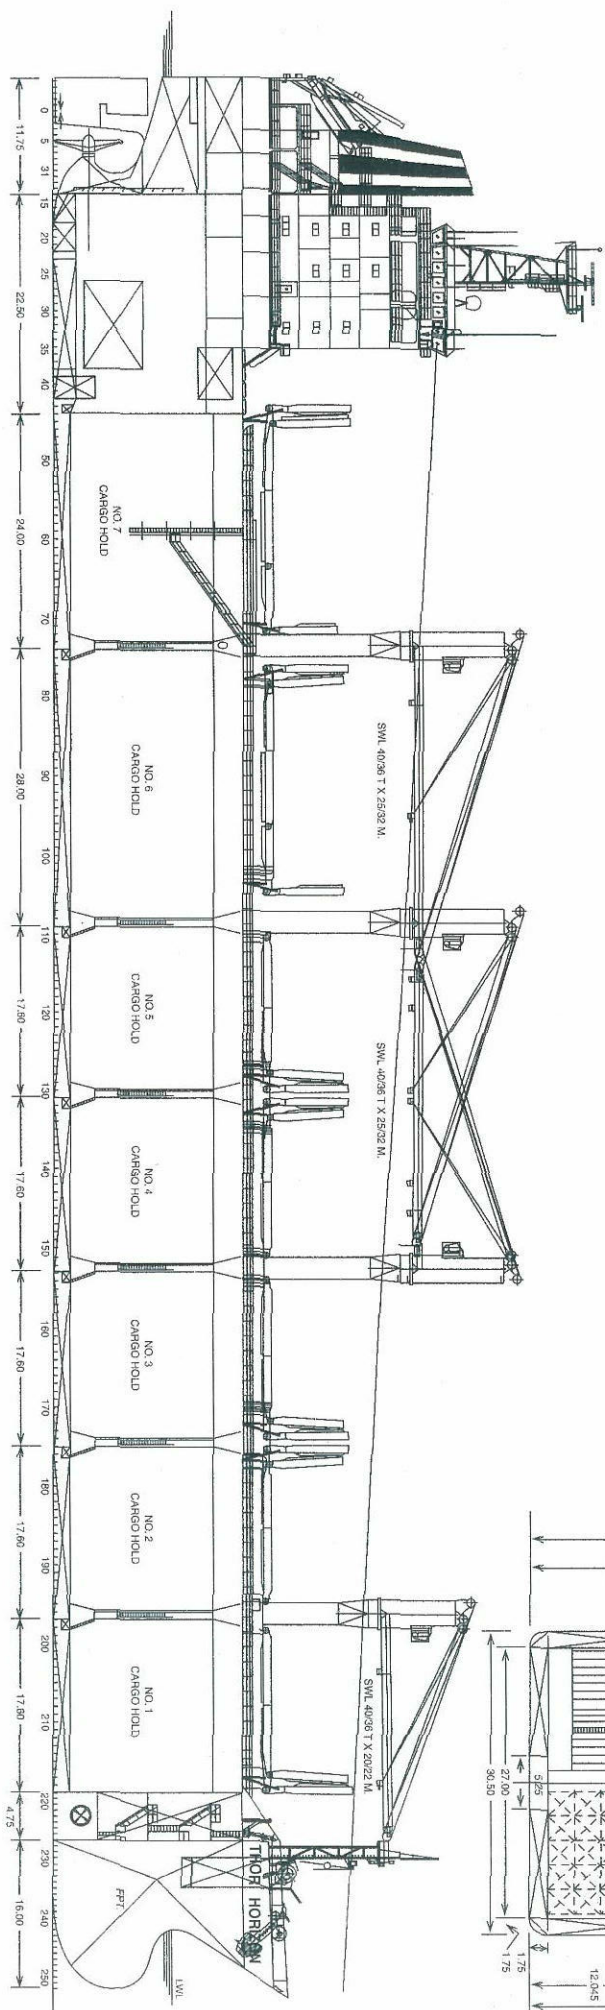 THOR HORIZON
NO. 7
CARGO HOLD
NO. 6
CARGO HOLD
NO. 5
CARGO HOLD
NO. 4
CARGO HOLD
NO. 3
CARGO HOLD
NO. 2
CARGO HOLD
NO. 1
CARGO HOLD
SWL 40/36 T X 25/32 M.
SWL 40/36 T X 25/32 M.
SWL 40/36 T X 20/22 M
FPT.
LWL
0 5 31 15 20 25 30 35 40 50 60 70 80 90 100 110 120 130 140 150 160 170 180 190 200 210 220 230 240 250
11.75 22.50 24.00 28.00 17.60 17.60 17.60 4.75 16.00
5.25
27.00
30.50
1.75
1.75
12.045